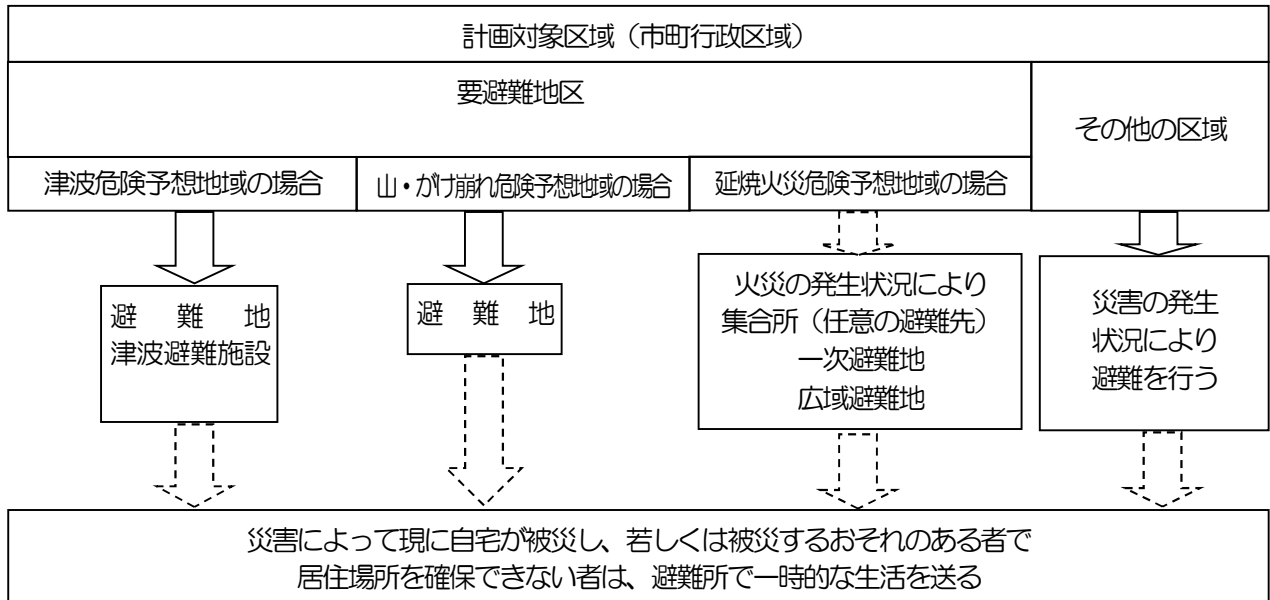 計画対象区域（市町行政区域）
要避難地区
その他の区域
津波危険予想地域の場合
山・がけ崩れ危険予想地域の場合
延焼火災危険予想地域の場合
避難地
津波避難施設
避難地
火災の発生状況により
集合所（任意の避難先）
一次避難地
広域避難地
災害の発生
状況により
避難を行う
災害によって現に自宅が被災し、若しくは被災するおそれのある者で
居住場所を確保できない者は、避難所で一時的な生活を送る